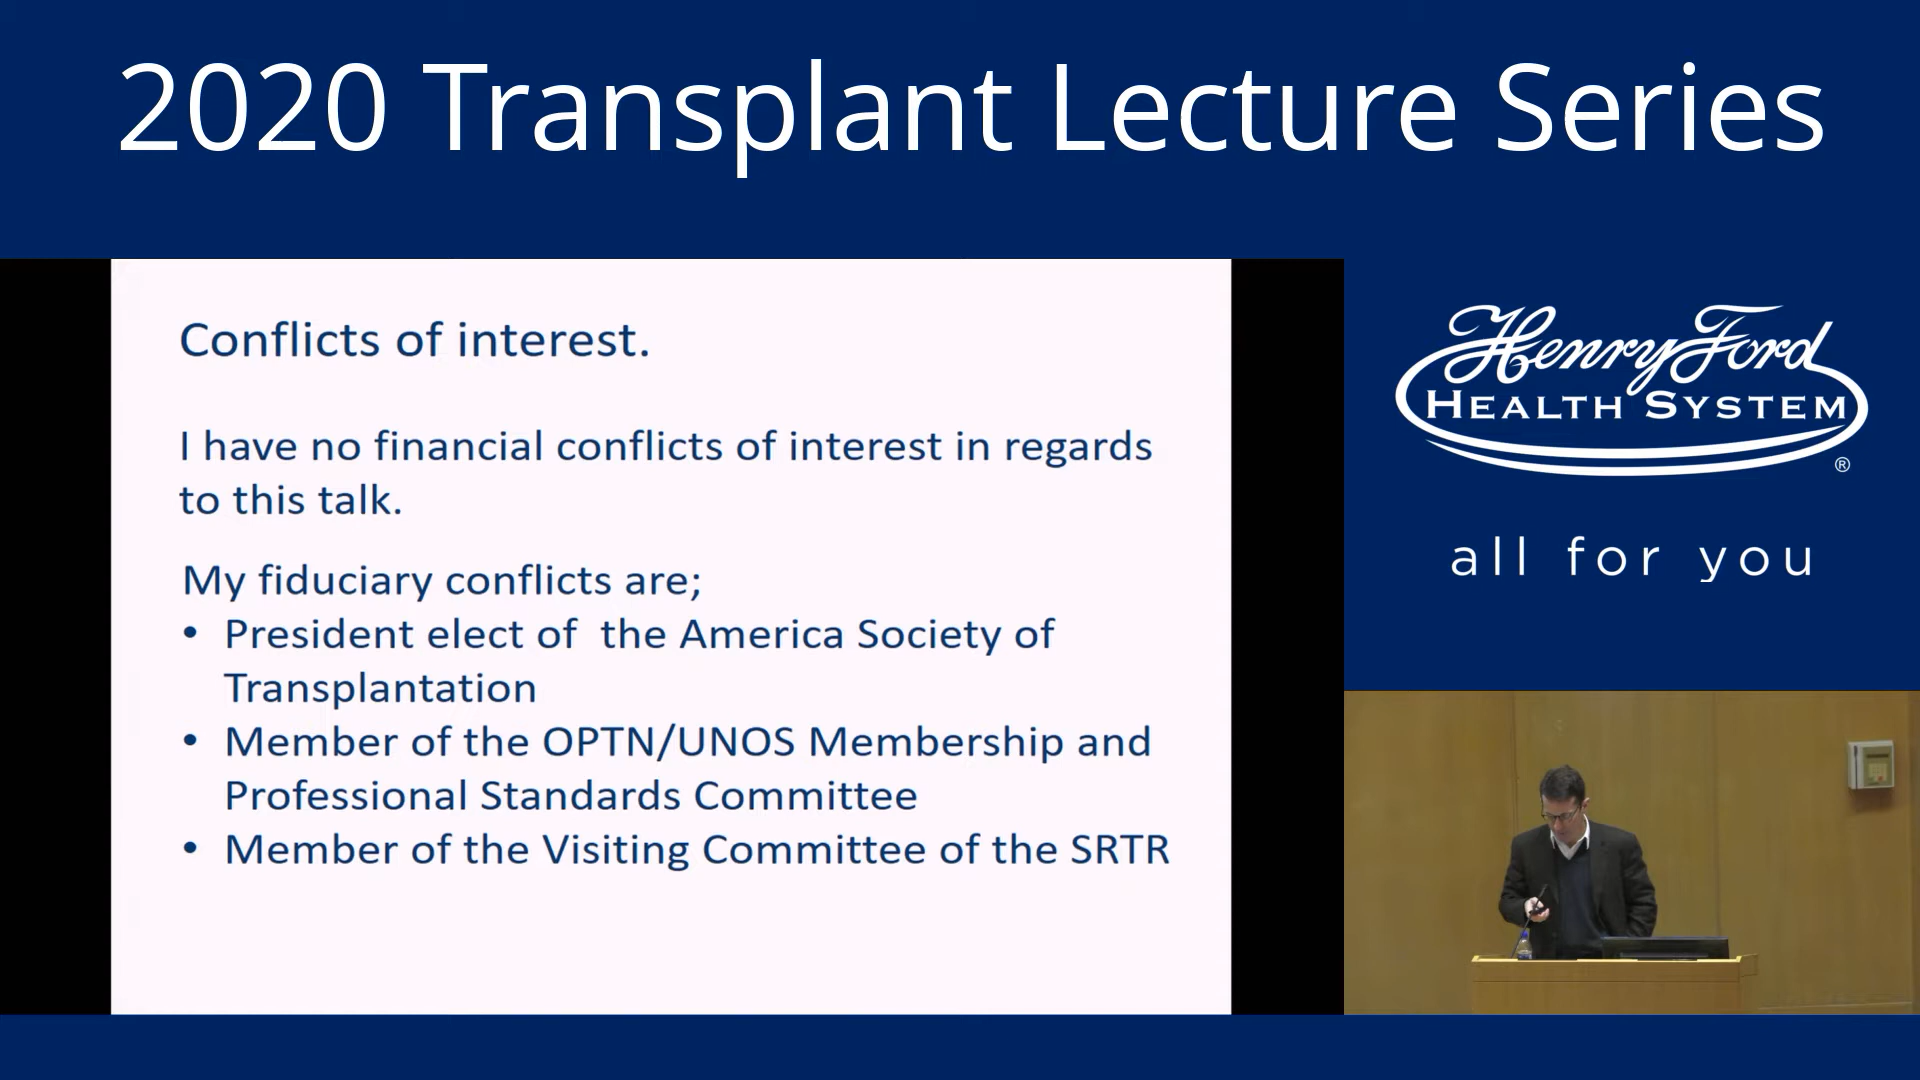 2020 Transplant Lecture Series
Conflicts of interest.
I have no financial conflicts of interest in regards
to this talk.
My fiduciary conflicts are;
• President elect of the America Society of
Transplantation
• Member of the OPTN/UNOS Membership and
Professional Standards Committee
• Member of the Visiting Committee of the SRTR
Henry Ford
HEALTH SYSTEM
®
all for you